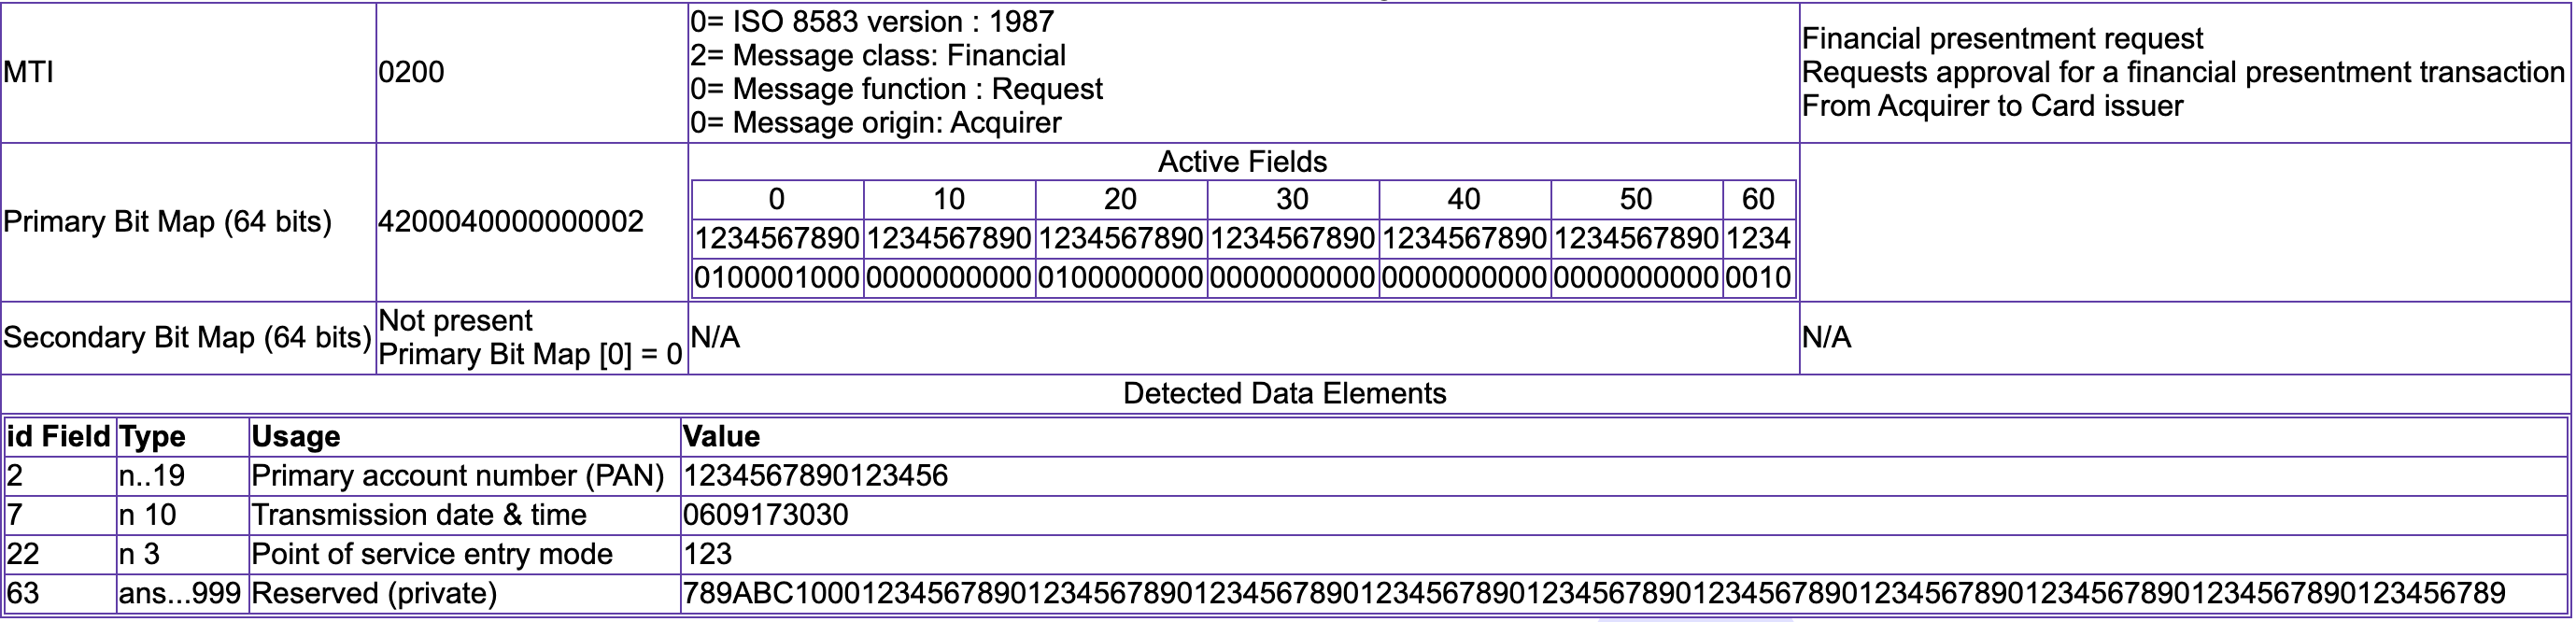 MTI
0200
0= ISO 8583 version : 1987
2= Message class: Financial
0= Message function : Request
0= Message origin: Acquirer
Financial presentment request
Requests approval for a financial presentment transaction
From Acquirer to Card issuer
Primary Bit Map (64 bits)
4200040000000002
Active Fields
0 10 20 30 40 50 60
1234567890 1234567890 1234567890 1234567890 1234567890 1234567890 1234
0100001000 0000000000 0100000000 0000000000 0000000000 0000000000 0010
Secondary Bit Map (64 bits)
Not present
Primary Bit Map [0] = 0
N/A
N/A
Detected Data Elements
id Field Type Usage Value
2 n..19 Primary account number (PAN) 1234567890123456
7 n 10 Transmission date & time 0609173030
22 n 3 Point of service entry mode 123
63 ans...999 Reserved (private) 789ABC1000123456789012345678901234567890123456789012345678901234567890123456789012345678901234567890123456789